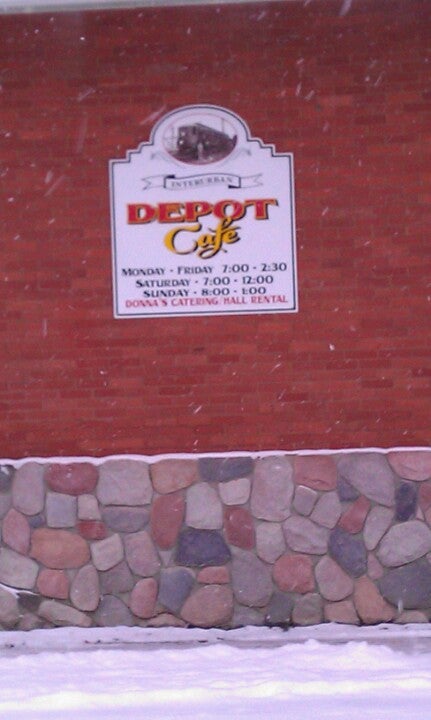 INTERURBAN
DEPOT
Cafe
MONDAY - FRIDAY 7:00 - 2:30
SATURDAY - 7:00 - 12:00
SUNDAY - 8:00 - 1:00
DONNA'S CATERING/HALL RENTAL